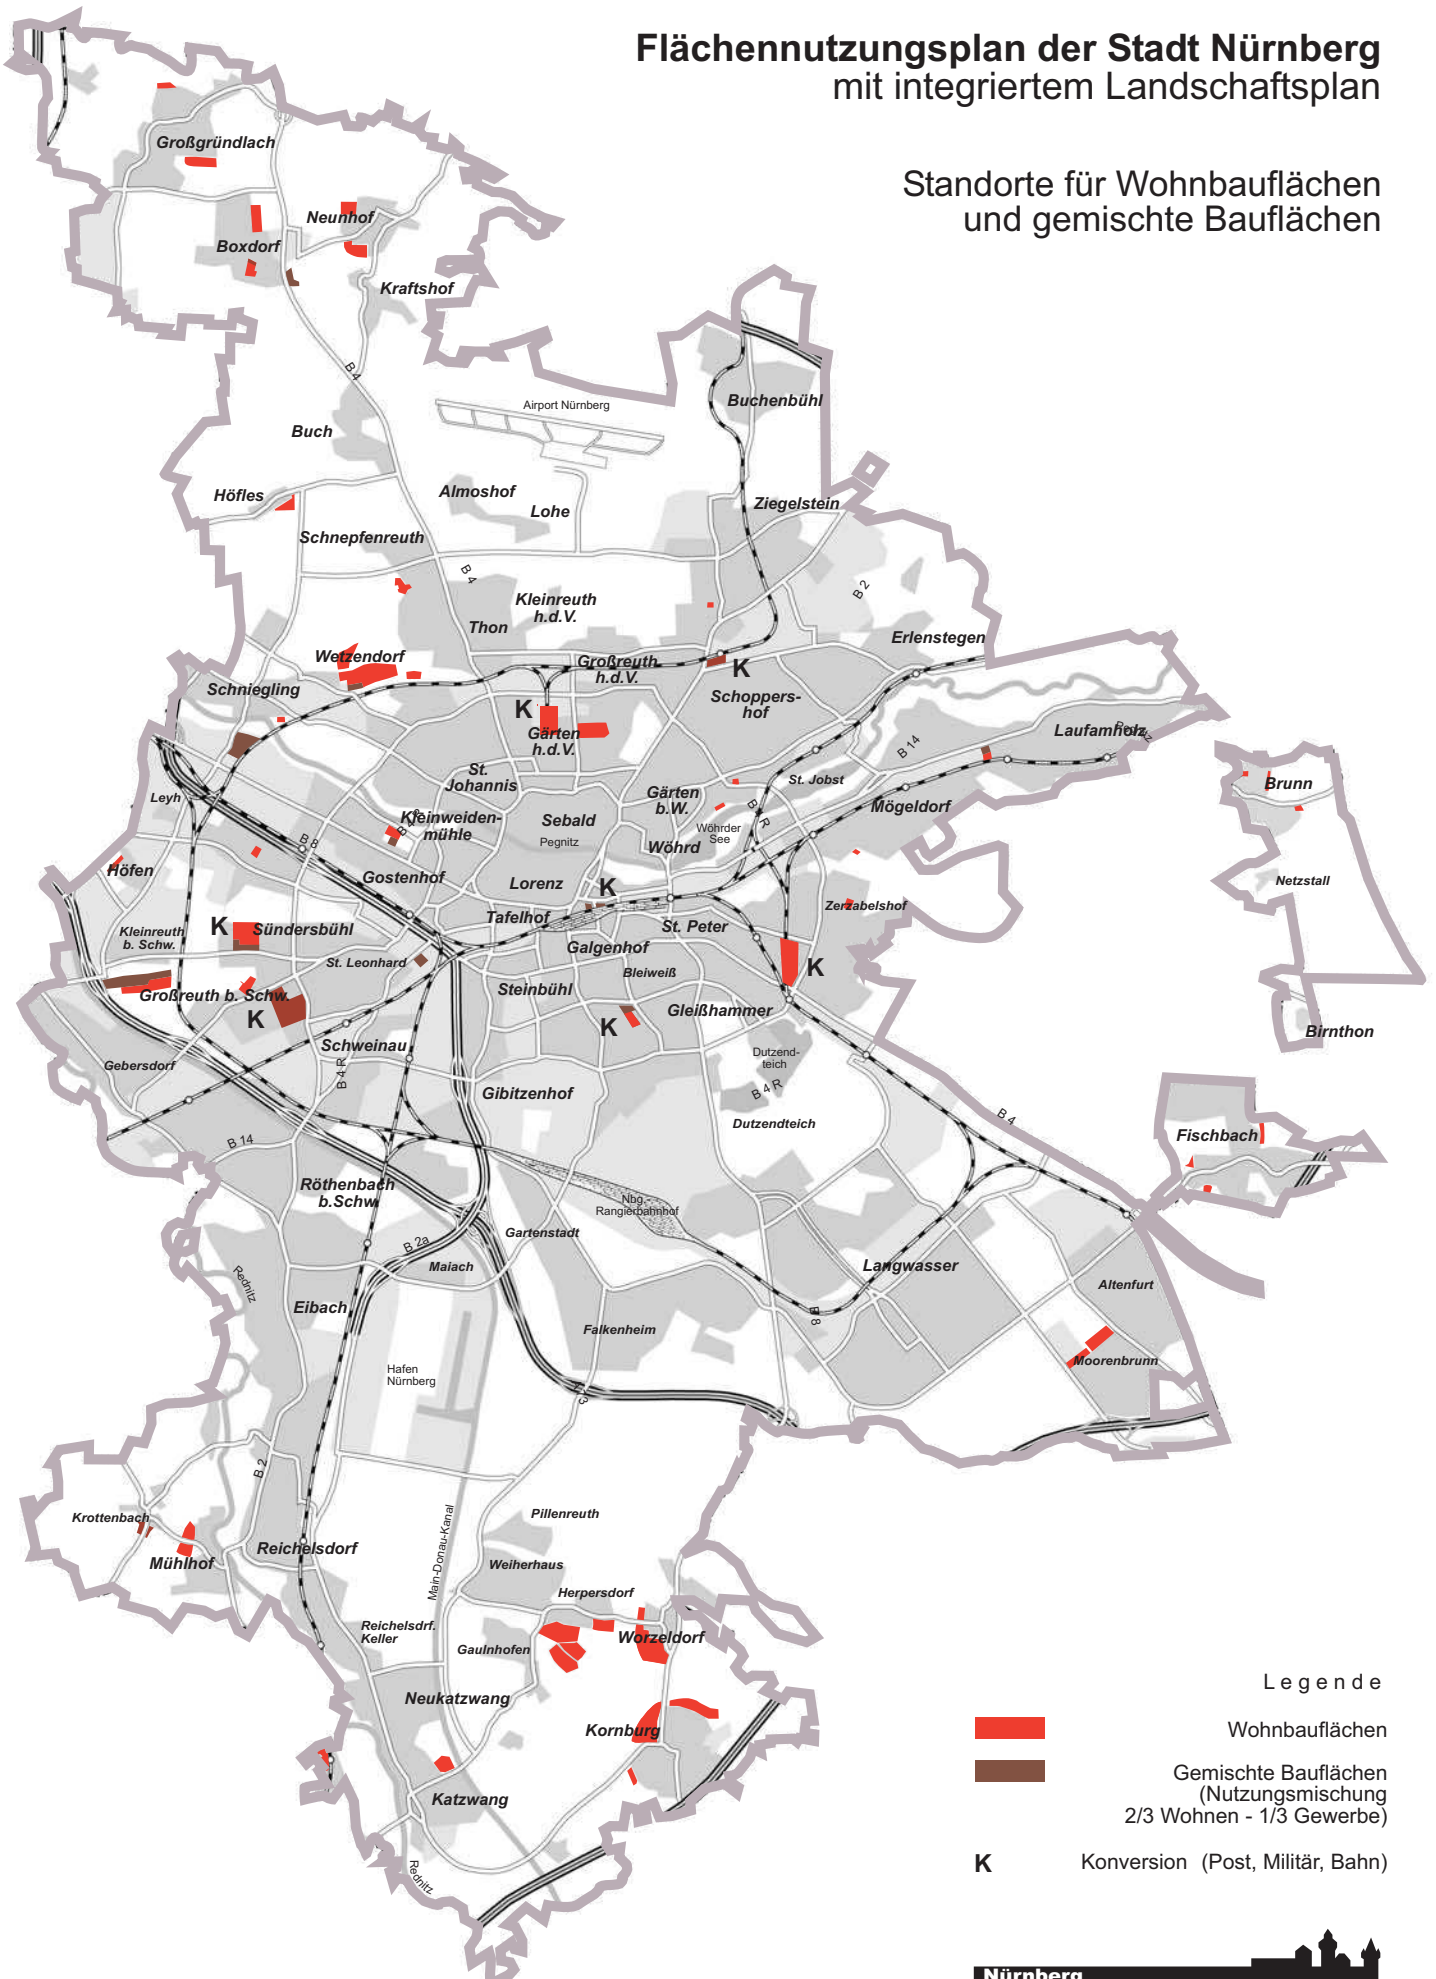 Flächennutzungsplan der Stadt Nürnberg
mit integriertem Landschaftsplan
Standorte für Wohnbauflächen
und gemischte Bauflächen
Großgründlach
Neunhof
Boxdorf
Kraftshof
B 4
Buchenbühl
Airport Nürnberg
Buch
Höfles
Almoshof
Lohe
Ziegelstein
Schnepfenreuth
B 4
B 2
Kleinreuth
h.d.V.
Thon
Erlenstegen
Wetzendorf
Großreuth
h.d.V.
K
Schniegling
Schoppers-
hof
K
Gärten
h.d.V.
Laufamholz
Pegnitz
B 14
St.
Johannis
St. Jobst
Brunn
Leyh
Gärten
b.W.
Mögeldorf
B 4 R
Kleinweiden-
mühle
B 4 R
Sebald
Pegnitz
Wöhrder
See
Wöhrd
B 8
Höfen
Gostenhof
Lorenz
K
Netzstall
Zerzabelshof
Tafelhof
St. Peter
K
Sündersbühl
Kleinreuth
b. Schw.
Galgenhof
St. Leonhard
Bleiweiß
K
Großreuth b. Schw.
Steinbühl
Gleißhammer
K
K
Birnthon
Schweinau
Dutzend-
teich
Gebersdorf
B 4 R
B 4 R
Gibitzenhof
Dutzendteich
B 4
Fischbach
B 14
Röthenbach
b.Schw.
Nbg.-
Rangierbahnhof
Gartenstadt
B 2a
Maiach
Langwasser
Rednitz
Altenfurt
Eibach
B 8
Falkenheim
Moorenbrunn
Hafen
Nürnberg
B 2
Krottenbach
Pillenreuth
Main-Donau-Kanal
Reichelsdorf
Mühlhof
Weiherhaus
Herpersdorf
Reichelsdrf.
Keller
Worzeldorf
Gaulnhofen
Neukatzwang
Kornburg
Katzwang
Rednitz
Legende
Wohnbauflächen
Gemischte Bauflächen
(Nutzungsmischung
2/3 Wohnen - 1/3 Gewerbe)
K Konversion (Post, Militär, Bahn)
Nürnberg